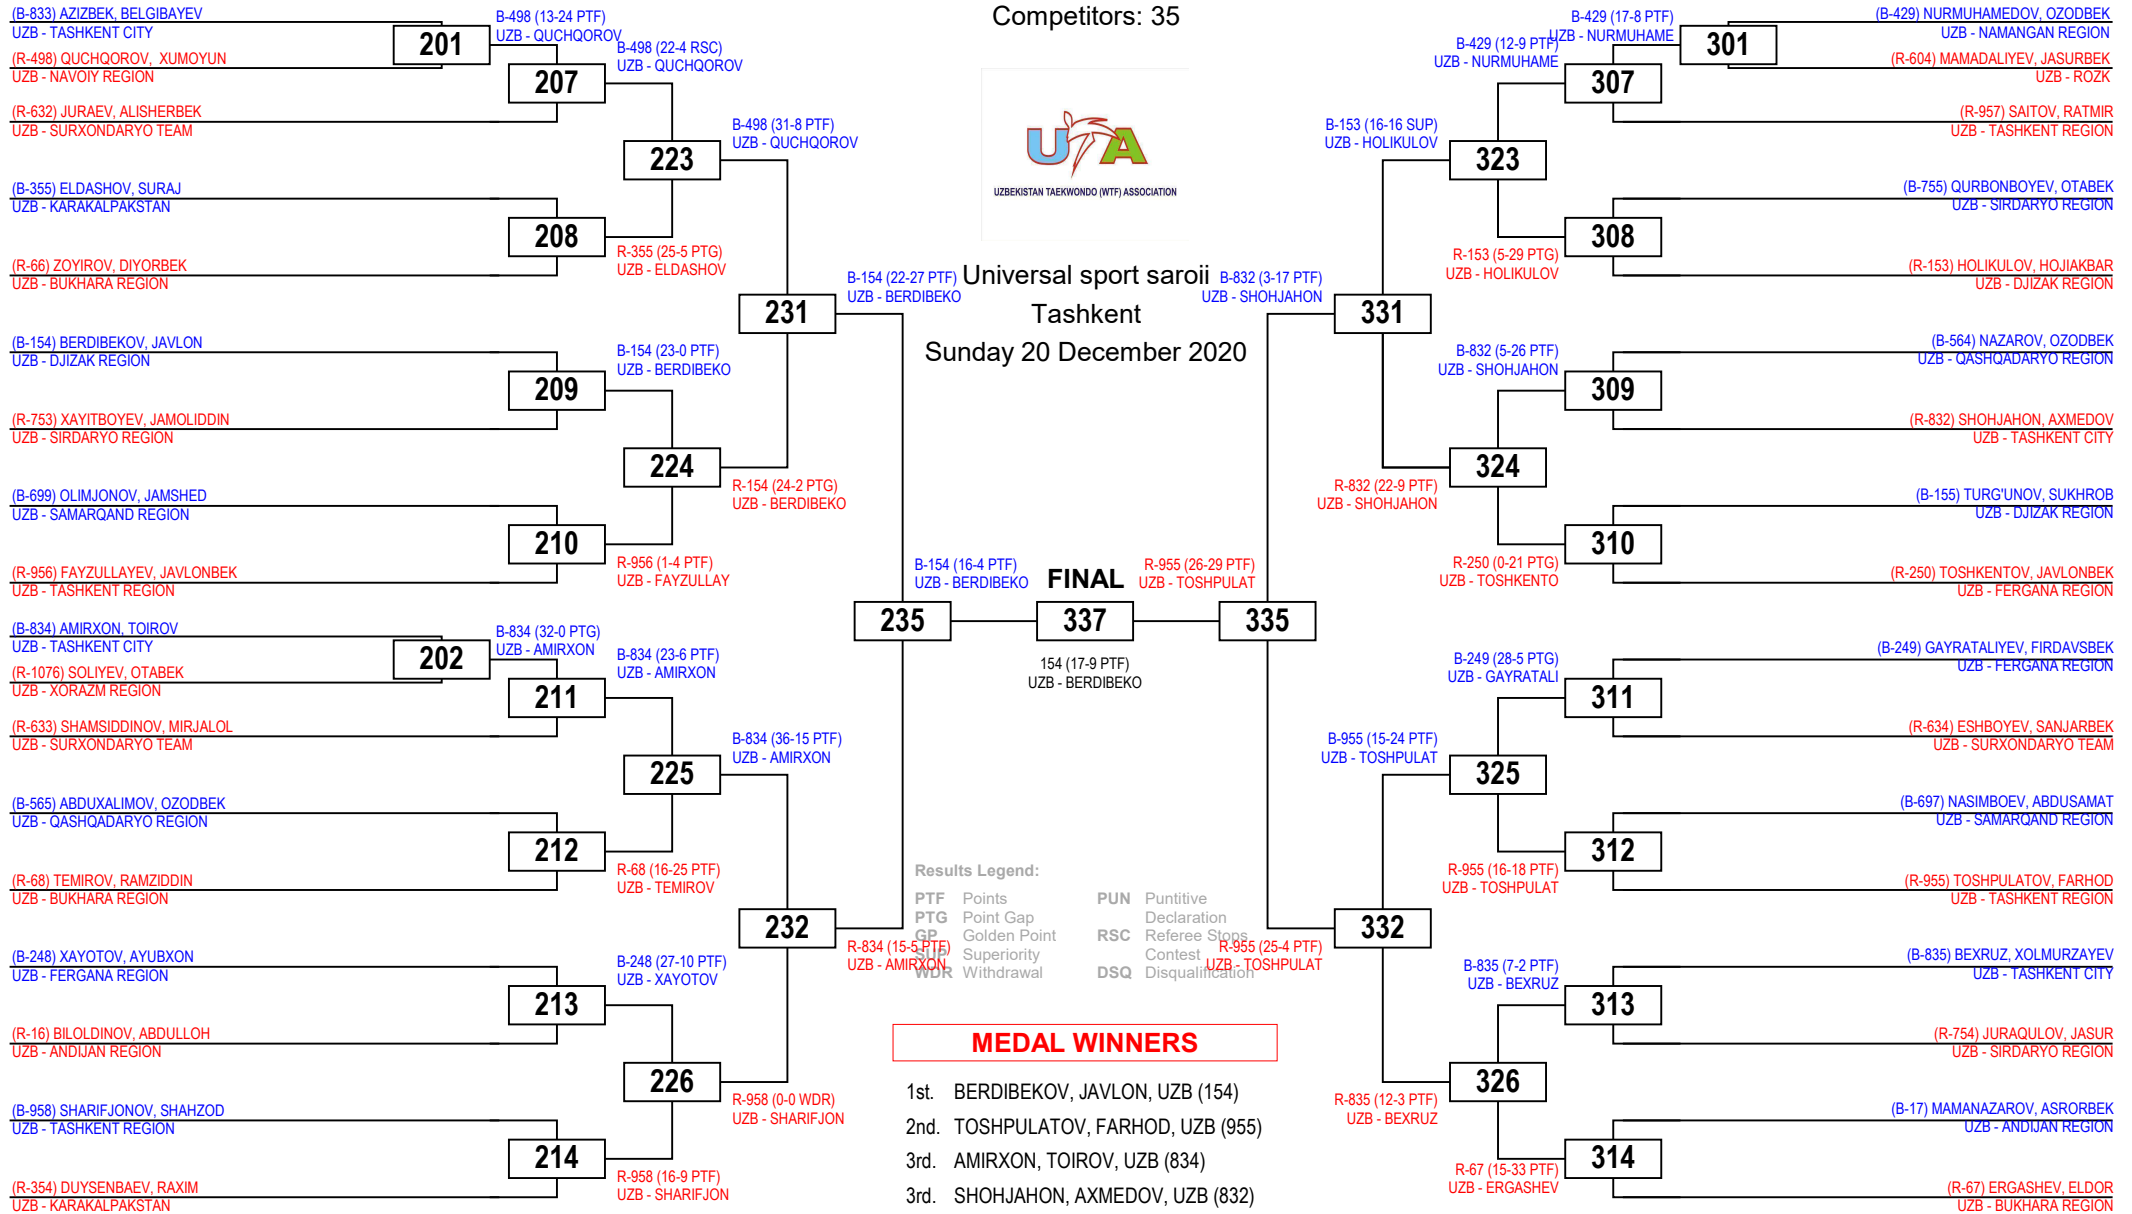 Competitors: 35
UTA
UZBEKISTAN TAEKWONDO (WTF) ASSOCIATION
Universal sport saroii
Tashkent
Sunday 20 December 2020
(B-833) AZIZBEK, BELGIBAYEV
UZB - TASHKENT CITY
(R-498) QUCHQOROV, XUMOYUN
UZB - NAVOIY REGION
(R-632) JURAEV, ALISHERBEK
UZB - SURXONDARYO TEAM
(B-355) ELDASHOV, SURAJ
UZB - KARAKALPAKSTAN
(R-66) ZOYIROV, DIYORBEK
UZB - BUKHARA REGION
(B-154) BERDIBEKOV, JAVLON
UZB - DJIZAK REGION
(R-753) XAYITBOYEV, JAMOLIDDIN
UZB - SIRDARYO REGION
(B-699) OLIMJONOV, JAMSHED
UZB - SAMARQAND REGION
(R-956) FAYZULLAYEV, JAVLONBEK
UZB - TASHKENT REGION
(B-834) AMIRXON, TOIROV
UZB - TASHKENT CITY
(R-1076) SOLIYEV, OTABEK
UZB - XORAZM REGION
(R-633) SHAMSIDDINOV, MIRJALOL
UZB - SURXONDARYO TEAM
(B-565) ABDUXALIMOV, OZODBEK
UZB - QASHQADARYO REGION
(R-68) TEMIROV, RAMZIDDIN
UZB - BUKHARA REGION
(B-248) XAYOTOV, AYUBXON
UZB - FERGANA REGION
(R-16) BILOLDINOV, ABDULLOH
UZB - ANDIJAN REGION
(B-958) SHARIFJONOV, SHAHZOD
UZB - TASHKENT REGION
(R-354) DUYSENBAEV, RAXIM
UZB - KARAKALPAKSTAN
201
B-498 (13-24 PTF)
UZB - QUCHQOROV
202
B-834 (32-0 PTG)
UZB - AMIRXON
207
B-498 (22-4 RSC)
UZB - QUCHQOROV
208
R-355 (25-5 PTG)
UZB - ELDASHOV
209
B-154 (23-0 PTF)
UZB - BERDIBEKO
210
R-956 (1-4 PTF)
UZB - FAYZULLAY
211
B-834 (23-6 PTF)
UZB - AMIRXON
212
R-68 (16-25 PTF)
UZB - TEMIROV
213
B-248 (27-10 PTF)
UZB - XAYOTOV
214
R-958 (16-9 PTF)
UZB - SHARIFJON
223
B-498 (31-8 PTF)
UZB - QUCHQOROV
224
R-154 (24-2 PTG)
UZB - BERDIBEKO
225
B-834 (36-15 PTF)
UZB - AMIRXON
226
R-958 (0-0 WDR)
UZB - SHARIFJON
231
B-154 (22-27 PTF)
UZB - BERDIBEKO
232
R-834 (15-5 PTF)
UZB - AMIRXON
235
B-154 (16-4 PTF)
UZB - BERDIBEKO
FINAL
337
154 (17-9 PTF)
UZB - BERDIBEKO
R-955 (26-29 PTF)
UZB - TOSHPULAT
335
B-832 (3-17 PTF)
UZB - SHOHJAHON
331
R-955 (25-4 PTF)
UZB - TOSHPULAT
332
B-153 (16-16 SUP)
UZB - HOLIKULOV
323
R-832 (22-9 PTF)
UZB - SHOHJAHON
324
B-955 (15-24 PTF)
UZB - TOSHPULAT
325
R-835 (12-3 PTF)
UZB - BEXRUZ
326
B-429 (12-9 PTF)
UZB - NURMUHAME
307
R-153 (5-29 PTG)
UZB - HOLIKULOV
308
B-832 (5-26 PTF)
UZB - SHOHJAHON
309
R-250 (0-21 PTG)
UZB - TOSHKENTO
310
B-249 (28-5 PTG)
UZB - GAYRATALI
311
R-955 (16-18 PTF)
UZB - TOSHPULAT
312
B-835 (7-2 PTF)
UZB - BEXRUZ
313
R-67 (15-33 PTF)
UZB - ERGASHEV
314
B-429 (17-8 PTF)
UZB - NURMUHAME
301
(B-429) NURMUHAMEDOV, OZODBEK
UZB - NAMANGAN REGION
(R-604) MAMADALIYEV, JASURBEK
UZB - ROZK
(R-957) SAITOV, RATMIR
UZB - TASHKENT REGION
(B-755) QURBONBOYEV, OTABEK
UZB - SIRDARYO REGION
(R-153) HOLIKULOV, HOJIAKBAR
UZB - DJIZAK REGION
(B-564) NAZAROV, OZODBEK
UZB - QASHQADARYO REGION
(R-832) SHOHJAHON, AXMEDOV
UZB - TASHKENT CITY
(B-155) TURG'UNOV, SUKHROB
UZB - DJIZAK REGION
(R-250) TOSHKENTOV, JAVLONBEK
UZB - FERGANA REGION
(B-249) GAYRATALIYEV, FIRDAVSBEK
UZB - FERGANA REGION
(R-634) ESHBOYEV, SANJARBEK
UZB - SURXONDARYO TEAM
(B-697) NASIMBOEV, ABDUSAMAT
UZB - SAMARQAND REGION
(R-955) TOSHPULATOV, FARHOD
UZB - TASHKENT REGION
(B-835) BEXRUZ, XOLMURZAYEV
UZB - TASHKENT CITY
(R-754) JURAQULOV, JASUR
UZB - SIRDARYO REGION
(B-17) MAMANAZAROV, ASRORBEK
UZB - ANDIJAN REGION
(R-67) ERGASHEV, ELDOR
UZB - BUKHARA REGION
Results Legend:
PTF Points
PTG Point Gap
GP Golden Point
SUP Superiority
WDR Withdrawal
PUN Puntitive
Declaration
RSC Referee Stops
Contest
DSQ Disqualification
MEDAL WINNERS
1st. BERDIBEKOV, JAVLON, UZB (154)
2nd. TOSHPULATOV, FARHOD, UZB (955)
3rd. AMIRXON, TOIROV, UZB (834)
3rd. SHOHJAHON, AXMEDOV, UZB (832)